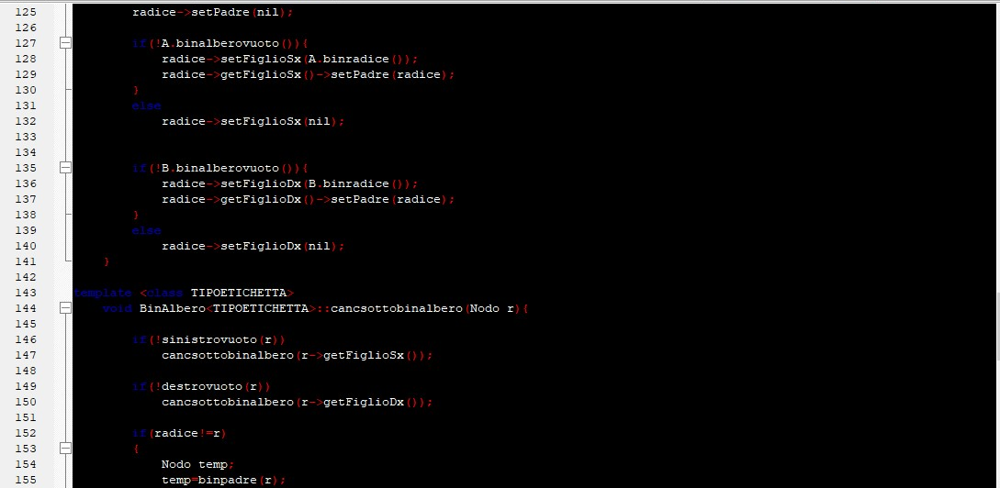 125 radice->setPadre(nil);
126
127 if(!A.binalberovuoto()){
128 radice->setFiglioSx(A.binradice());
129 radice->getFiglioSx()->setPadre(radice);
130 }
131 else
132 radice->setFiglioSx(nil);
133
134
135 if(!B.binalberovuoto()){
136 radice->setFiglioDx(B.binradice());
137 radice->getFiglioDx()->setPadre(radice);
138 }
139 else
140 radice->setFiglioDx(nil);
141 }
142
143 template <class TIPOETICHETTA>
144 void BinAlbero<TIPOETICHETTA>::cancsottobinalbero(Nodo r){
145
146 if(!sinistrovuoto(r))
147 cancsottobinalbero(r->getFiglioSx());
148
149 if(!destrovuoto(r))
150 cancsottobinalbero(r->getFiglioDx());
151
152 if(radice!=r)
153 {
154 Nodo temp;
155 temp=binpadre(r);